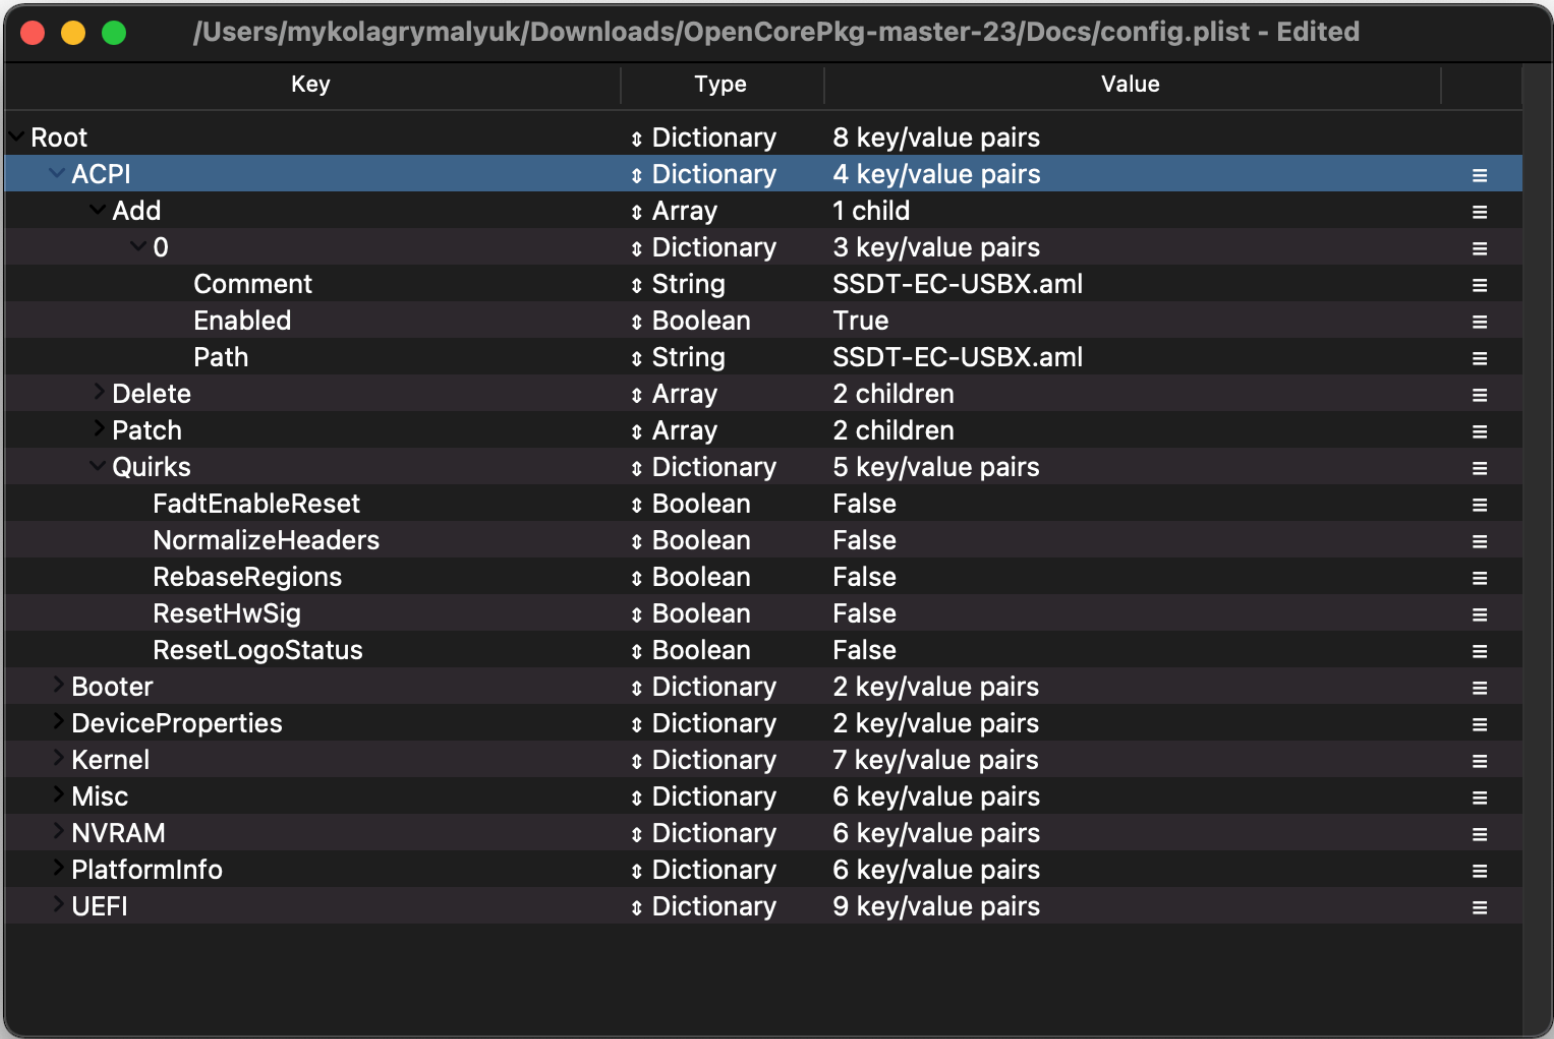 /Users/mykolagrymalyuk/Downloads/OpenCorePkg-master-23/Docs/config.plist - Edited
Key Type Value
Root Dictionary 8 key/value pairs
ACPI Dictionary 4 key/value pairs
Add Array 1 child
0 Dictionary 3 key/value pairs
Comment String SSDT-EC-USBX.aml
Enabled Boolean True
Path String SSDT-EC-USBX.aml
Delete Array 2 children
Patch Array 2 children
Quirks Dictionary 5 key/value pairs
FadtEnableReset Boolean False
NormalizeHeaders Boolean False
RebaseRegions Boolean False
ResetHwSig Boolean False
ResetLogoStatus Boolean False
Booter Dictionary 2 key/value pairs
DeviceProperties Dictionary 2 key/value pairs
Kernel Dictionary 7 key/value pairs
Misc Dictionary 6 key/value pairs
NVRAM Dictionary 6 key/value pairs
PlatformInfo Dictionary 6 key/value pairs
UEFI Dictionary 9 key/value pairs